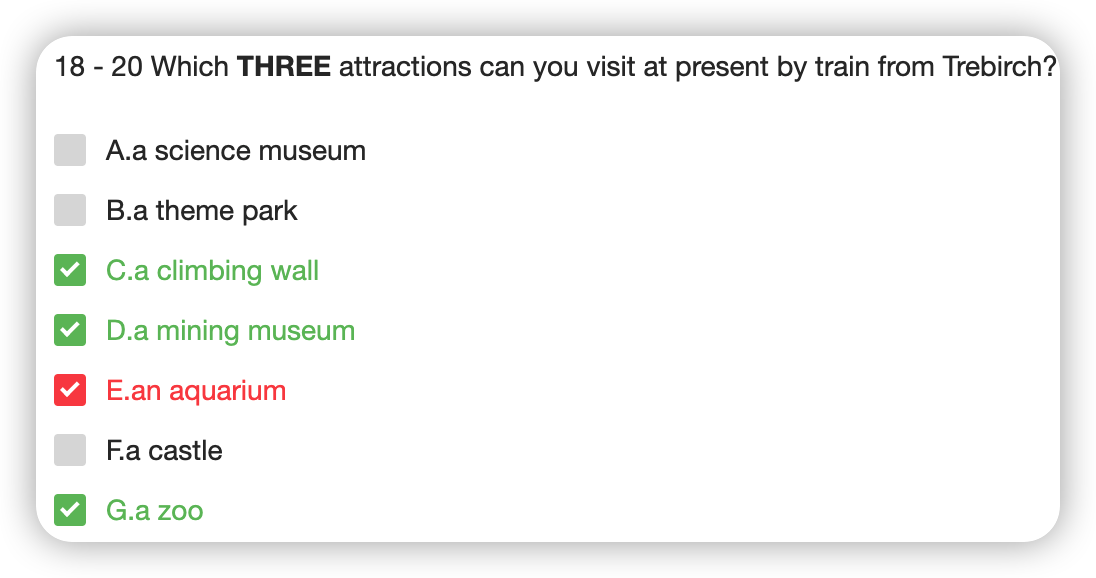 18 - 20 Which THREE attractions can you visit at present by train from Trebirch?
A.a science museum
B.a theme park
C.a climbing wall
D.a mining museum
E.an aquarium
F.a castle
G.a zoo